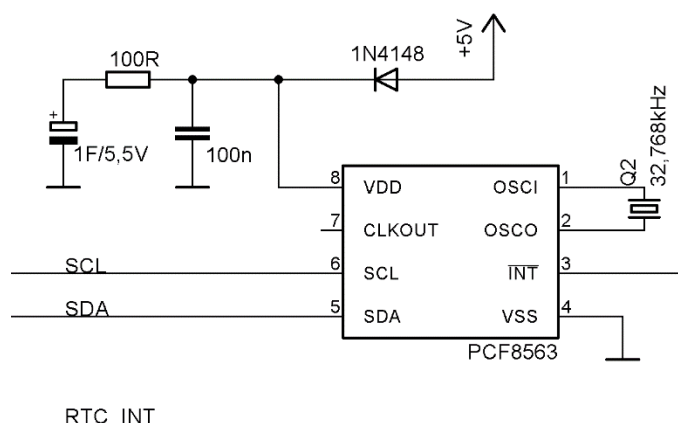 1N4148
+5V
100R
+
1F/5,5V
100n
Q2
32,768kHz
8 VDD OSCI 1
7 CLKOUT OSCO 2
SCL 6 SCL INT 3
SDA 5 SDA VSS 4
PCF8563
RTC_INT